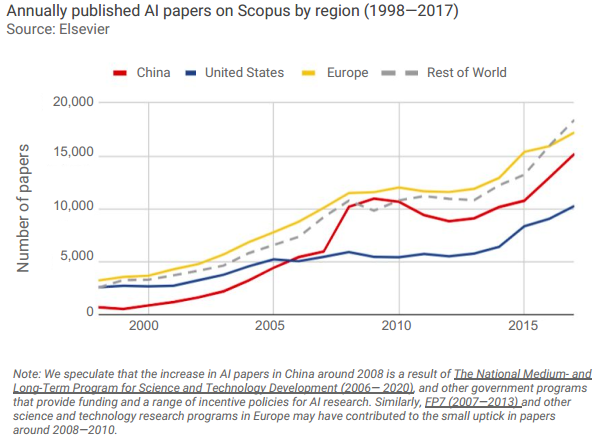 Annually published AI papers on Scopus by region (1998—2017)
Source: Elsevier
China United States Europe Rest of World
Number of papers
20,000
15,000
10,000
5,000
0
2000 2005 2010 2015
Note: We speculate that the increase in AI papers in China around 2008 is a result of The National Medium- and
Long-Term Program for Science and Technology Development (2006— 2020), and other government programs
that provide funding and a range of incentive policies for AI research. Similarly, FP7 (2007—2013) and other
science and technology research programs in Europe may have contributed to the small uptick in papers
around 2008—2010.